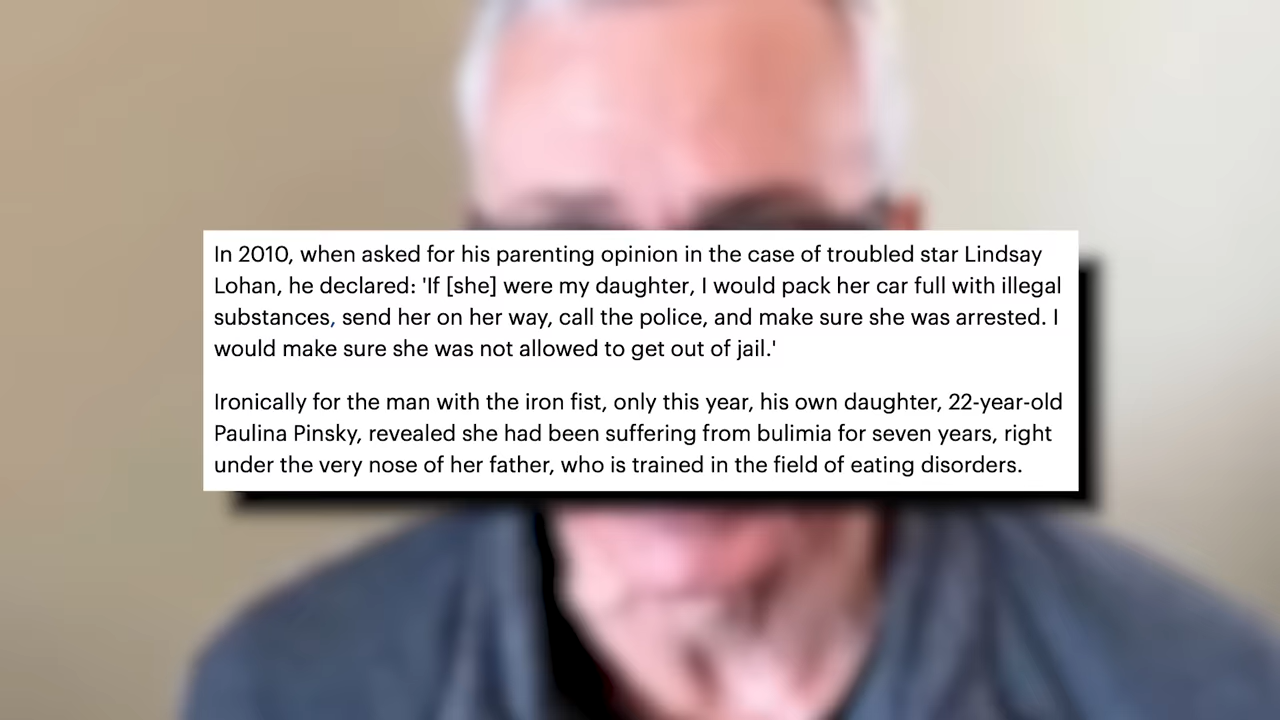 In 2010, when asked for his parenting opinion in the case of troubled star Lindsay
Lohan, he declared: 'If [she] were my daughter, I would pack her car full with illegal
substances, send her on her way, call the police, and make sure she was arrested. I
would make sure she was not allowed to get out of jail.'
Ironically for the man with the iron fist, only this year, his own daughter, 22-year-old
Paulina Pinsky, revealed she had been suffering from bulimia for seven years, right
under the very nose of her father, who is trained in the field of eating disorders.